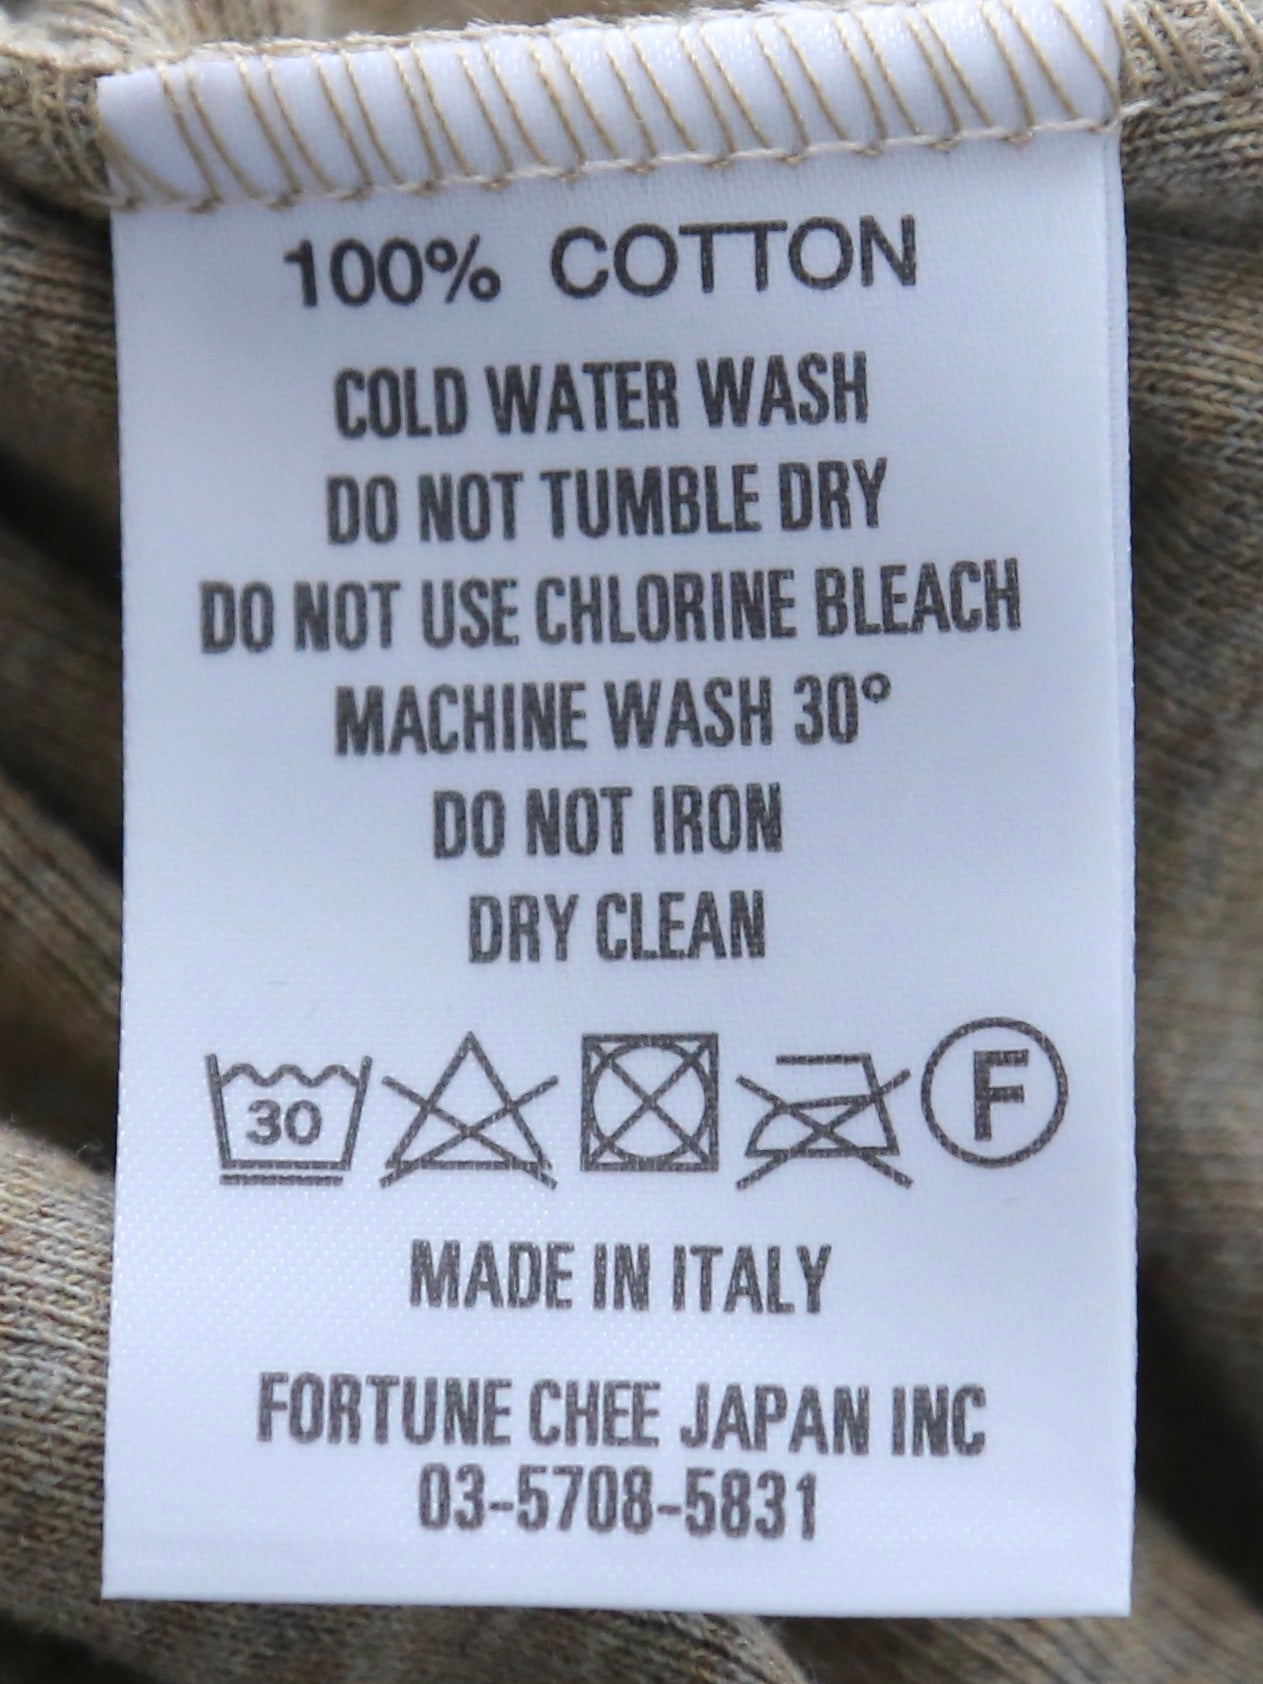 100% COTTON
COLD WATER WASH
DO NOT TUMBLE DRY
DO NOT USE CHLORINE BLEACH
MACHINE WASH 30°
DO NOT IRON
DRY CLEAN
30 F
MADE IN ITALY
FORTUNE CHEE JAPAN INC
03-5708-5831